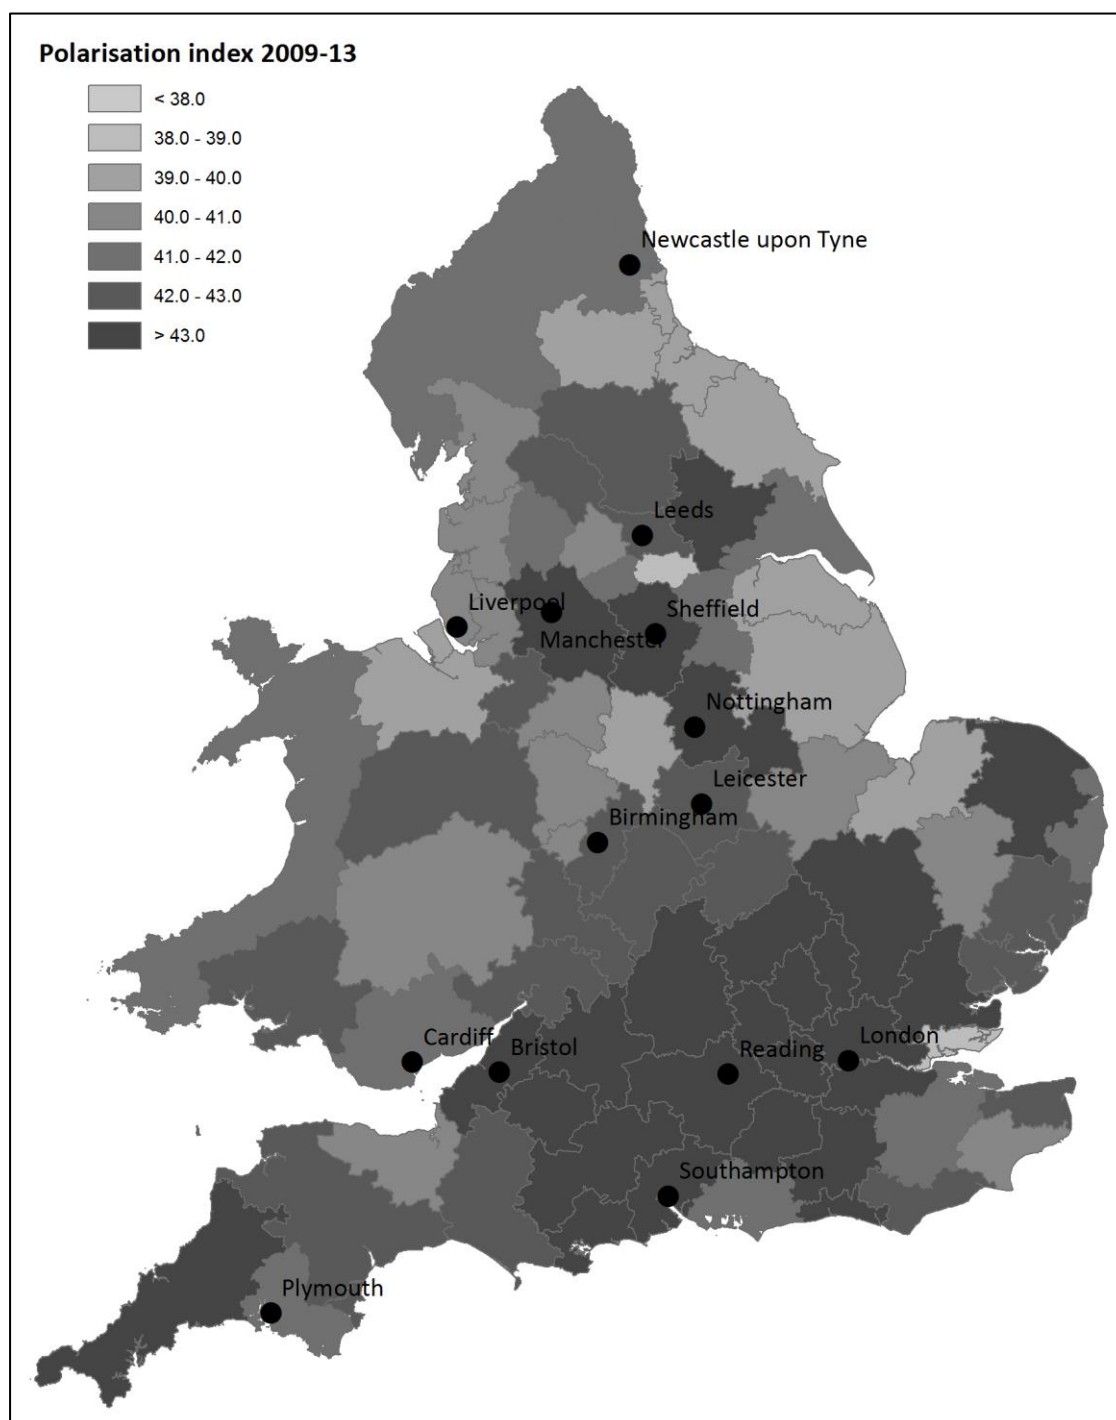 Polarisation index 2009-13
< 38.0
38.0 - 39.0
39.0 - 40.0
40.0 - 41.0
41.0 - 42.0
42.0 - 43.0
> 43.0
Newcastle upon Tyne
Leeds
Liverpool
Sheffield
Manchester
Nottingham
Leicester
Birmingham
Cardiff
Bristol
Reading
London
Southampton
Plymouth